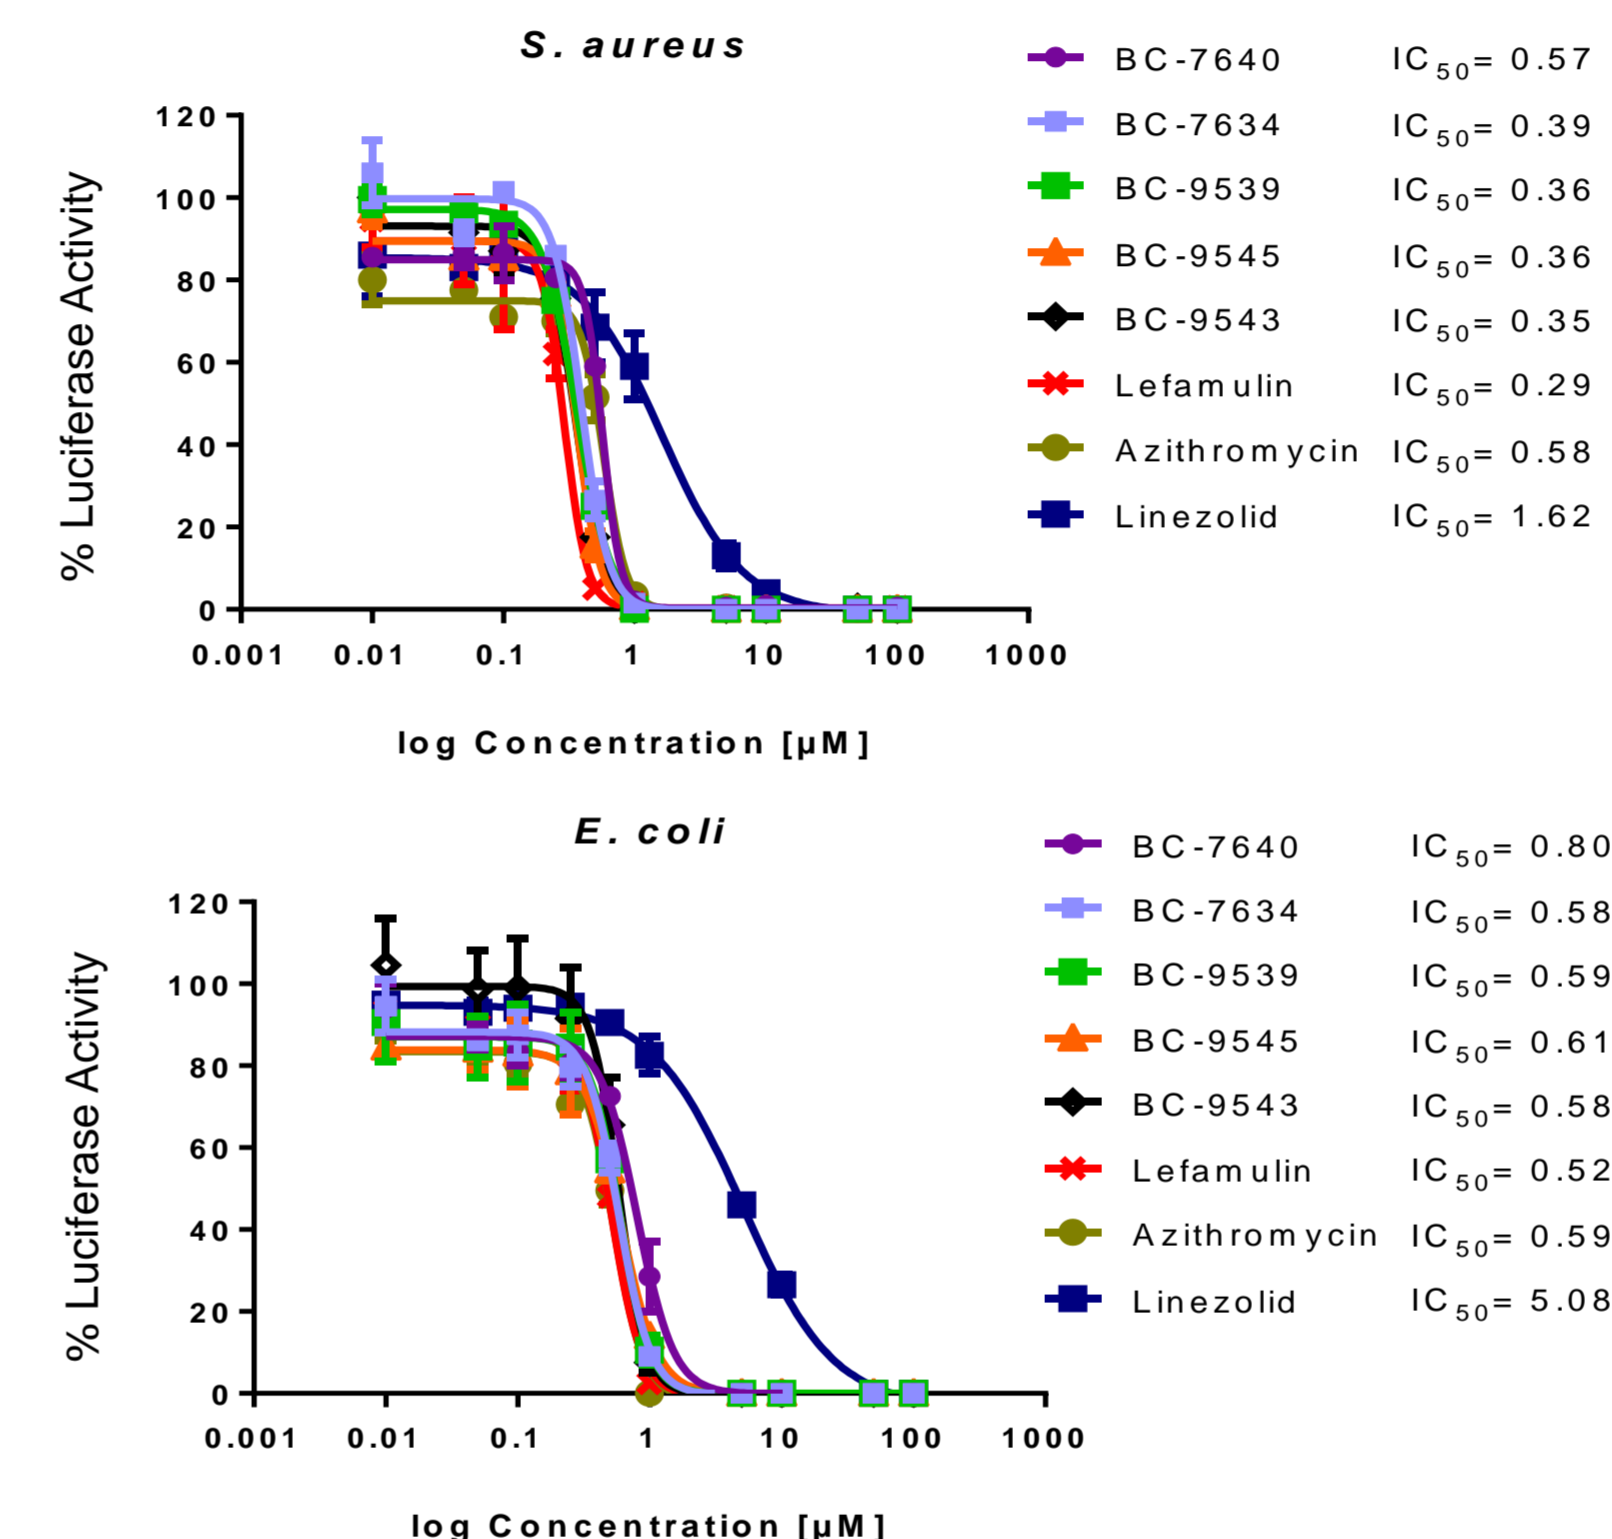 S. aureus
BC-7640 IC50= 0.57
BC-7634 IC50= 0.39
BC-9539 IC50= 0.36
BC-9545 IC50= 0.36
BC-9543 IC50= 0.35
Lefamulin IC50= 0.29
Azithromycin IC50= 0.58
Linezolid IC50= 1.62
% Luciferase Activity
120
100
80
60
40
20
0
0.001 0.01 0.1 1 10 100 1000
log Concentration [µM]
E. coli
BC-7640 IC50= 0.80
BC-7634 IC50= 0.58
BC-9539 IC50= 0.59
BC-9545 IC50= 0.61
BC-9543 IC50= 0.58
Lefamulin IC50= 0.52
Azithromycin IC50= 0.59
Linezolid IC50= 5.08
% Luciferase Activity
120
100
80
60
40
20
0
0.001 0.01 0.1 1 10 100 1000
log Concentration [µM]